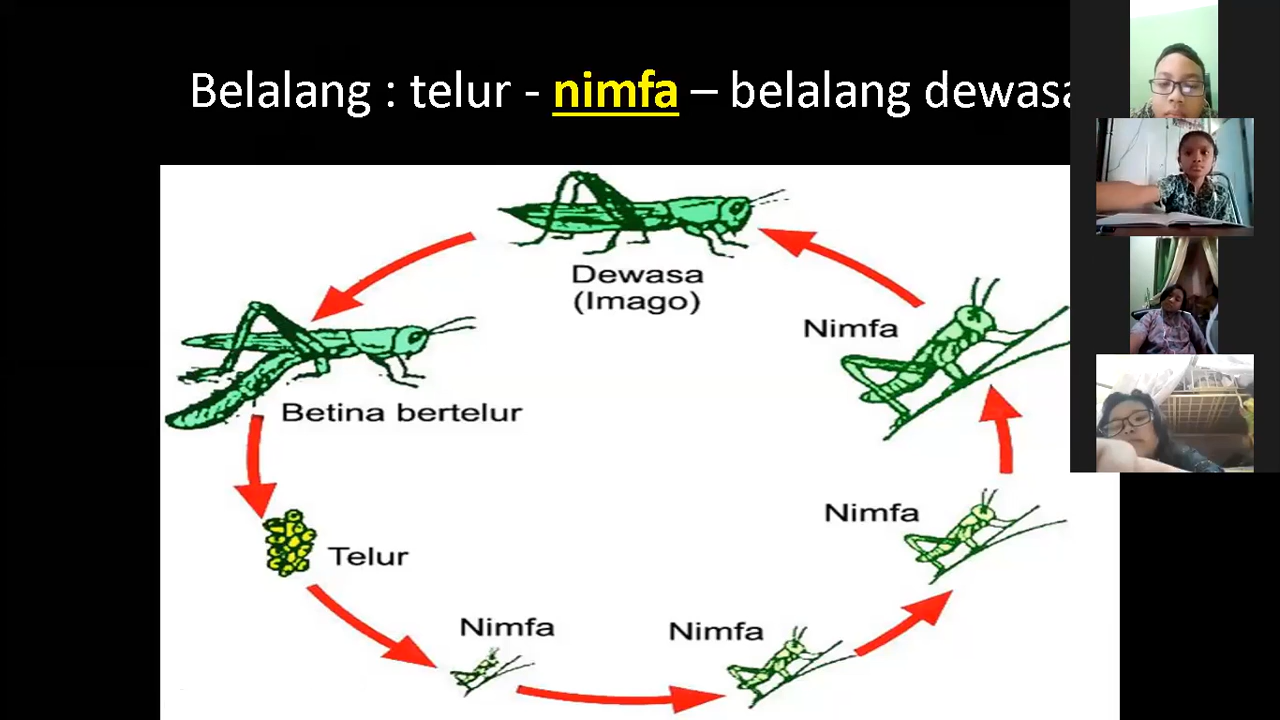 Belalang : telur - nimfa – belalang dewasa
Dewasa
(Imago)
Nimfa
Betina bertelur
Nimfa
Telur
Nimfa
Nimfa